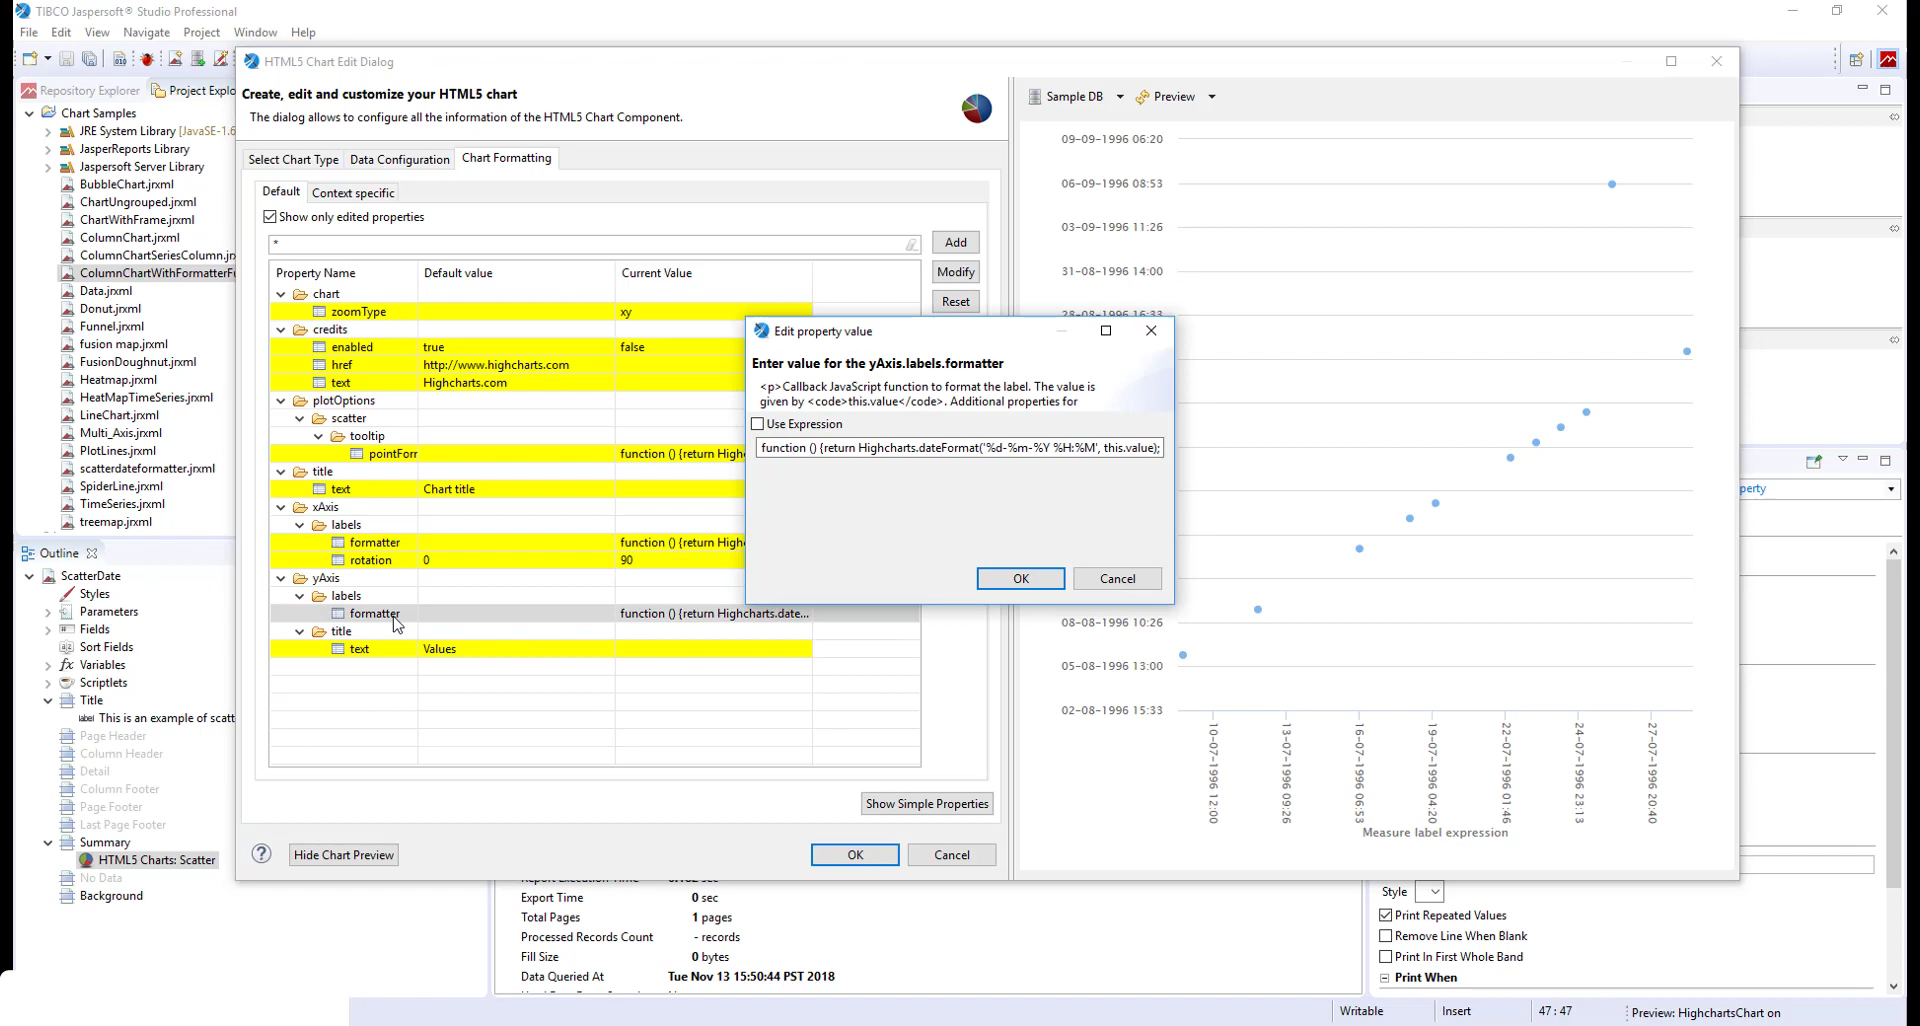 TIBCO Jaspersoft® Studio Professional
File Edit View Navigate Project Window Help
HTML5 Chart Edit Dialog
Create, edit and customize your HTML5 chart
The dialog allows to configure all the information of the HTML5 Chart Component.
Select Chart Type Data Configuration Chart Formatting
Default Context specific
Show only edited properties
*
Add
Modify
Reset
Property Name Default value Current Value
chart
zoomType xy
credits
enabled true false
href http://www.highcharts.com
text Highcharts.com
plotOptions
scatter
tooltip
pointForr function () {return High
title
text Chart title
xAxis
labels
formatter function () {return High
rotation 0 90
yAxis
labels
formatter function () {return Highcharts.date...
title
text Values
Show Simple Properties
Hide Chart Preview OK Cancel
Repository Explorer Project Explo
Chart Samples
JRE System Library [JavaSE-1.6
JasperReports Library
Jaspersoft Server Library
BubbleChart.jrxml
ChartUngrouped.jrxml
ChartWithFrame.jrxml
ColumnChart.jrxml
ColumnChartSeriesColumn.jr
ColumnChartWithFormatterFu
Data.jrxml
Donut.jrxml
Funnel.jrxml
fusion map.jrxml
FusionDoughnut.jrxml
Heatmap.jrxml
HeatMapTimeSeries.jrxml
LineChart.jrxml
Multi_Axis.jrxml
PlotLines.jrxml
scatterdateformatter.jrxml
SpiderLine.jrxml
TimeSeries.jrxml
treemap.jrxml
Outline
ScatterDate
Styles
Parameters
Fields
Sort Fields
fx Variables
Scriptlets
Title
label This is an example of scatt
Page Header
Column Header
Detail
Column Footer
Page Footer
Last Page Footer
Summary
HTML5 Charts: Scatter
No Data
Background
Edit property value
Enter value for the yAxis.labels.formatter
<p>Callback JavaScript function to format the label. The value is
given by <code>this.value</code>. Additional properties for
Use Expression
function () {return Highcharts.dateFormat('%d-%m-%Y %H:%M', this.value);
OK Cancel
Sample DB Preview
09-09-1996 06:20
06-09-1996 08:53
03-09-1996 11:26
31-08-1996 14:00
28-08-1996 16:33
08-08-1996 10:26
05-08-1996 13:00
02-08-1996 15:33
10-07-1996 12:00
13-07-1996 09:26
16-07-1996 06:53
19-07-1996 04:20
22-07-1996 01:46
24-07-1996 23:13
27-07-1996 20:40
Measure label expression
perty
Export Time 0 sec
Total Pages 1 pages
Processed Records Count - records
Fill Size 0 bytes
Data Queried At Tue Nov 13 15:50:44 PST 2018
Style
Print Repeated Values
Remove Line When Blank
Print In First Whole Band
Print When
Writable Insert 47 : 47 Preview: HighchartsChart on